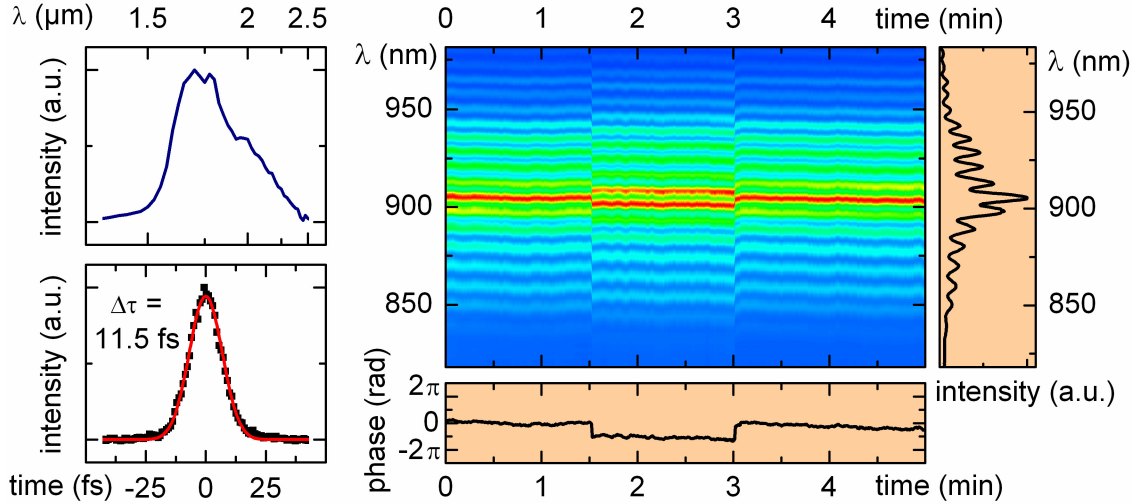 λ (μm) 1.5 2 2.5
intensity (a.u.)
Δτ =
11.5 fs
intensity (a.u.)
time (fs) -25 0 25
0 1 2 3 4 time (min)
λ (nm)
950
900
850
2π
0
-2π
phase (rad)
0 1 2 3 4 time (min)
λ (nm)
950
900
850
intensity (a.u.)